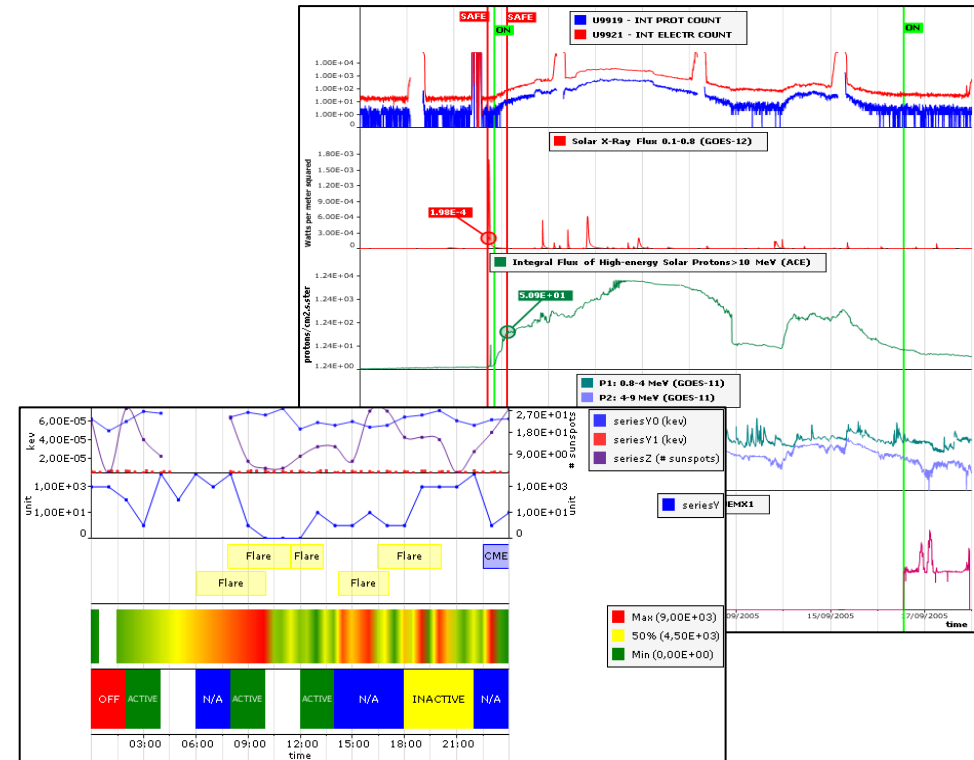 SAFE
SAFE
ON
ON
U9919 - INT PROT COUNT
U9921 - INT ELECTR COUNT
1.00E+04
1.00E+03
1.00E+02
1.00E+01
1.00E+00
0
Solar X-Ray Flux 0.1-0.8 (GOES-12)
Watts per meter squared
1.80E-03
1.50E-03
1.20E-03
9.00E-04
6.00E-04
3.00E-04
0
1.98E-4
Integral Flux of High-energy Solar Protons>10 MeV (ACE)
protons/cm2.s.ster
1.24E+04
1.24E+03
1.24E+02
1.24E+01
1.24E+00
5.09E+01
P1: 0.8-4 MeV (GOES-11)
P2: 4-9 MeV (GOES-11)
EMX1
/09/2005
15/09/2005
17/09/2005
time
kev
6,00E-05
4,00E-05
2,00E-05
2,70E+01
1,80E+01
9,00E+00
0
# sunspots
seriesY0 (kev)
seriesY1 (kev)
seriesZ (# sunspots)
unit
1,00E+03
1,00E+01
0
1,00E+03
1,00E+01
0
unit
seriesY
Flare
Flare
Flare
CME
Flare
Flare
Max (9,00E+03)
50% (4,50E+03)
Min (0,00E+00)
OFF
ACTIVE
N/A
ACTIVE
ACTIVE
N/A
INACTIVE
N/A
03:00
06:00
09:00
12:00
15:00
18:00
21:00
time